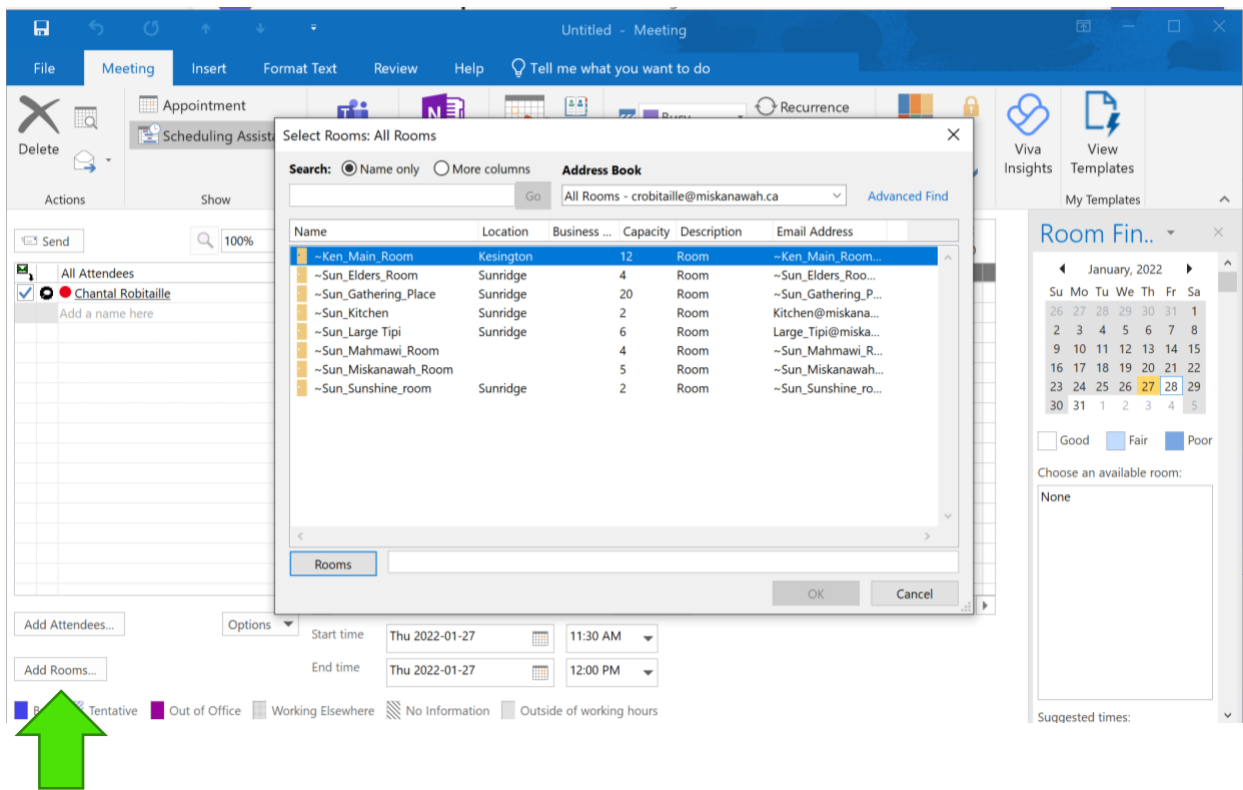 Untitled - Meeting
File Meeting Insert Format Text Review Help Tell me what you want to do
Delete
Actions
Appointment
Scheduling Assista
Show
Busy
Recurrence
Viva Insights
View Templates
My Templates
Send
100%
All Attendees
Chantal Robitaille
Add a name here
Select Rooms: All Rooms
Search: Name only More columns Address Book
Go All Rooms - crobitaille@miskanawah.ca Advanced Find
Name Location Business ... Capacity Description Email Address
~Ken_Main_Room Kesington 12 Room ~Ken_Main_Room...
~Sun_Elders_Room Sunridge 4 Room ~Sun_Elders_Roo...
~Sun_Gathering_Place Sunridge 20 Room ~Sun_Gathering_P...
~Sun_Kitchen Sunridge 2 Room Kitchen@miskana...
~Sun_Large Tipi Sunridge 6 Room Large_Tipi@miska...
~Sun_Mahmawi_Room 4 Room ~Sun_Mahmawi_R...
~Sun_Miskanawah_Room 5 Room ~Sun_Miskanawah...
~Sun_Sunshine_room Sunridge 2 Room ~Sun_Sunshine_ro...
Rooms
OK Cancel
Room Fin..
January, 2022
Su Mo Tu We Th Fr Sa
26 27 28 29 30 31 1
2 3 4 5 6 7 8
9 10 11 12 13 14 15
16 17 18 19 20 21 22
23 24 25 26 27 28 29
30 31 1 2 3 4 5
Good Fair Poor
Choose an available room:
None
Suggested times:
Add Attendees... Options
Start time Thu 2022-01-27 11:30 AM
Add Rooms...
End time Thu 2022-01-27 12:00 PM
Tentative Out of Office Working Elsewhere No Information Outside of working hours